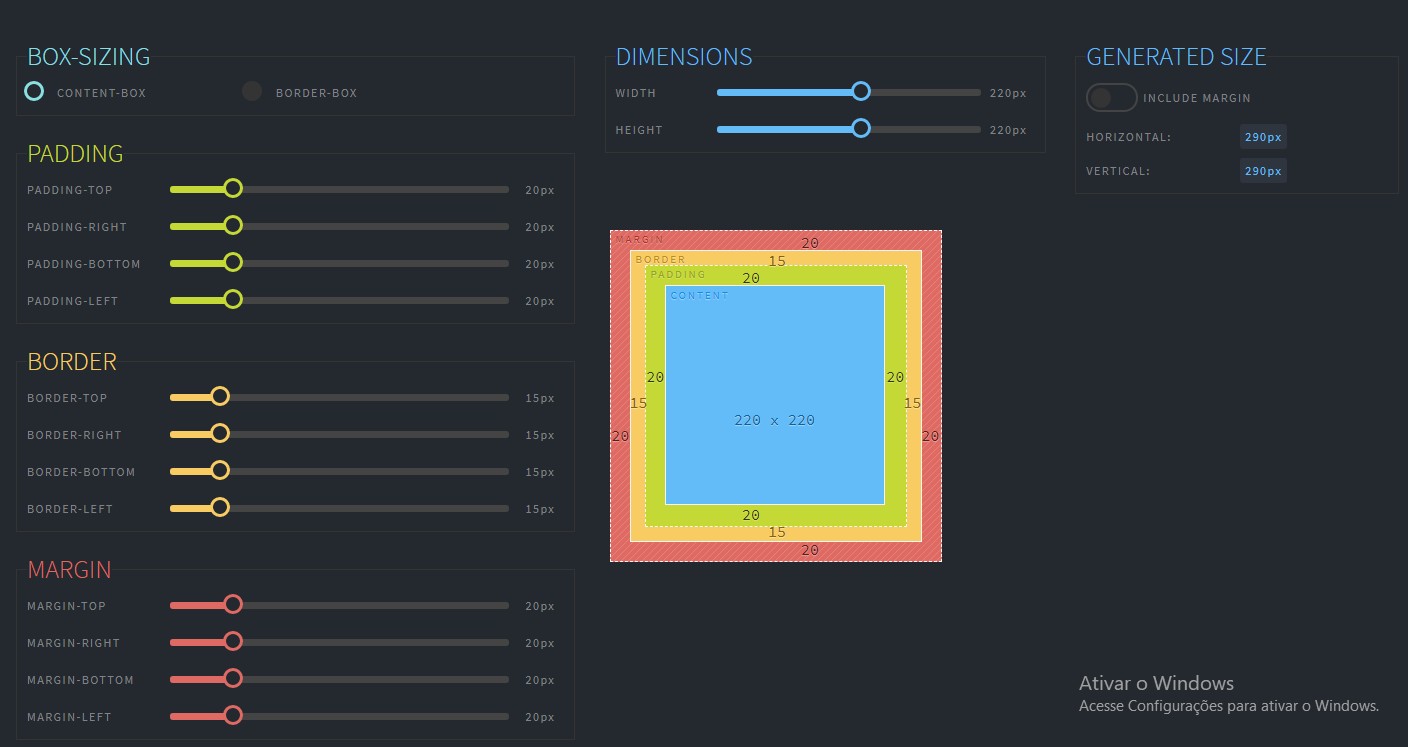 BOX-SIZING
CONTENT-BOX BORDER-BOX
PADDING
PADDING-TOP 20px
PADDING-RIGHT 20px
PADDING-BOTTOM 20px
PADDING-LEFT 20px
BORDER
BORDER-TOP 15px
BORDER-RIGHT 15px
BORDER-BOTTOM 15px
BORDER-LEFT 15px
MARGIN
MARGIN-TOP 20px
MARGIN-RIGHT 20px
MARGIN-BOTTOM 20px
MARGIN-LEFT 20px
DIMENSIONS
WIDTH 220px
HEIGHT 220px
MARGIN 20
BORDER 15
PADDING 20
CONTENT
20 20
15 15
220 x 220
20 20
20
15
20
GENERATED SIZE
INCLUDE MARGIN
HORIZONTAL: 290px
VERTICAL: 290px
Ativar o Windows
Acesse Configurações para ativar o Windows.